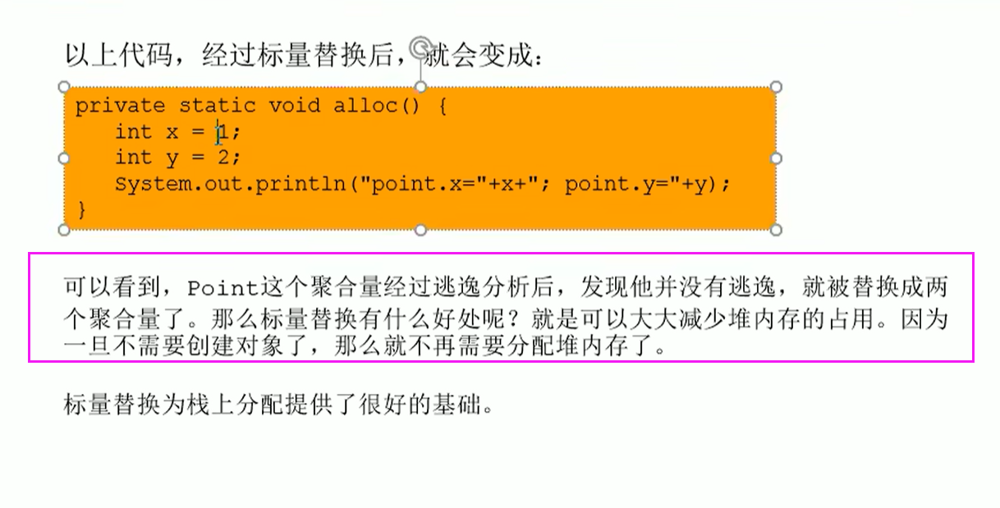 以上代码，经过标量替换后，就会变成：
private static void alloc() {
   int x = 1;
   int y = 2;
   System.out.println("point.x="+x+"; point.y="+y);
}
可以看到，Point这个聚合量经过逃逸分析后，发现他并没有逃逸，就被替换成两
个聚合量了。那么标量替换有什么好处呢？就是可以大大减少堆内存的占用。因为
一旦不需要创建对象了，那么就不再需要分配堆内存了。
标量替换为栈上分配提供了很好的基础。